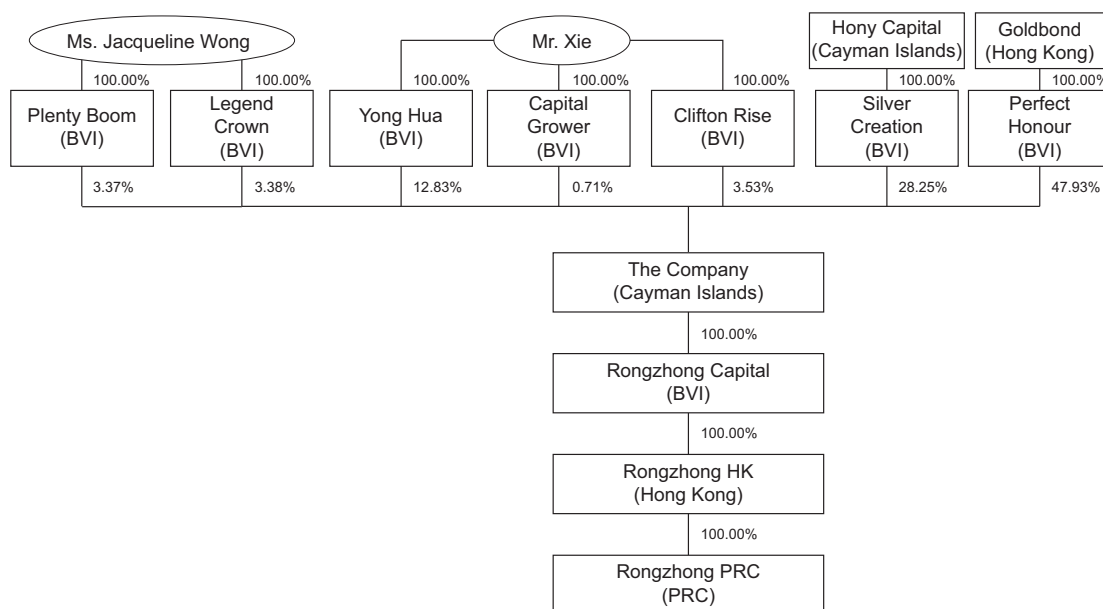 Ms. Jacqueline Wong
Mr. Xie
Hony Capital
(Cayman Islands)
Goldbond
(Hong Kong)
100.00%
100.00%
100.00%
100.00%
100.00%
100.00%
100.00%
Plenty Boom
(BVI)
Legend
Crown
(BVI)
Yong Hua
(BVI)
Capital
Grower
(BVI)
Clifton Rise
(BVI)
Silver
Creation
(BVI)
Perfect
Honour
(BVI)
3.37%
3.38%
12.83%
0.71%
3.53%
28.25%
47.93%
The Company
(Cayman Islands)
100.00%
Rongzhong Capital
(BVI)
100.00%
Rongzhong HK
(Hong Kong)
100.00%
Rongzhong PRC
(PRC)